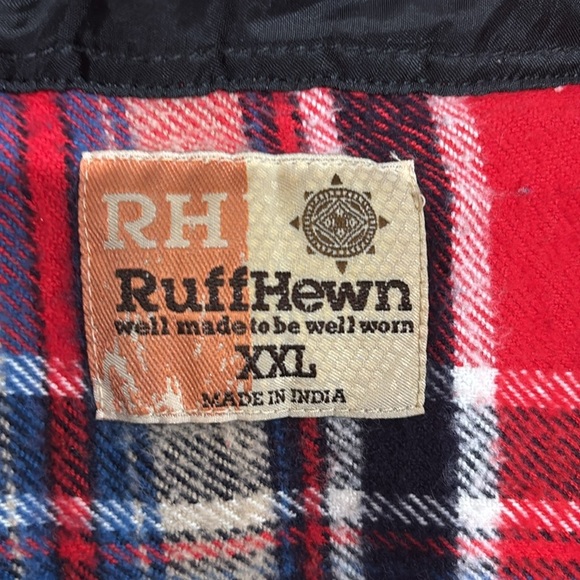 RH
RuffHewn
well made to be well worn
XXL
MADE IN INDIA